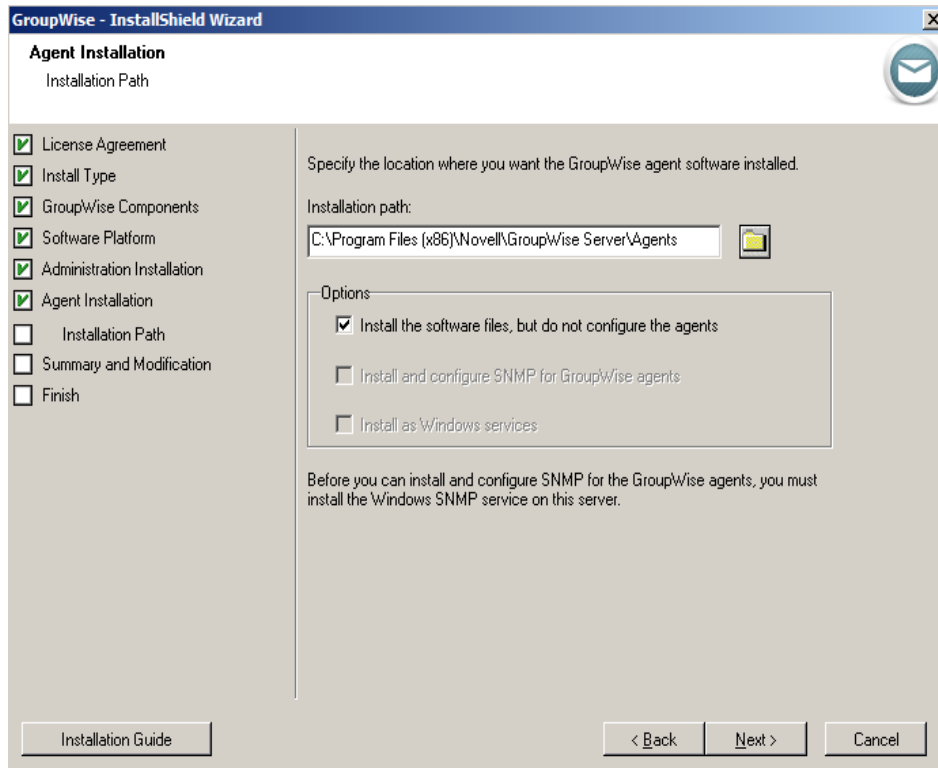 GroupWise - InstallShield Wizard
Agent Installation
Installation Path
License Agreement
Install Type
GroupWise Components
Software Platform
Administration Installation
Agent Installation
Installation Path
Summary and Modification
Finish
Specify the location where you want the GroupWise agent software installed.
Installation path:
C:\Program Files (x86)\Novell\GroupWise Server\Agents
Options
Install the software files, but do not configure the agents
Install and configure SNMP for GroupWise agents
Install as Windows services
Before you can install and configure SNMP for the GroupWise agents, you must
install the Windows SNMP service on this server.
Installation Guide
< Back
Next >
Cancel